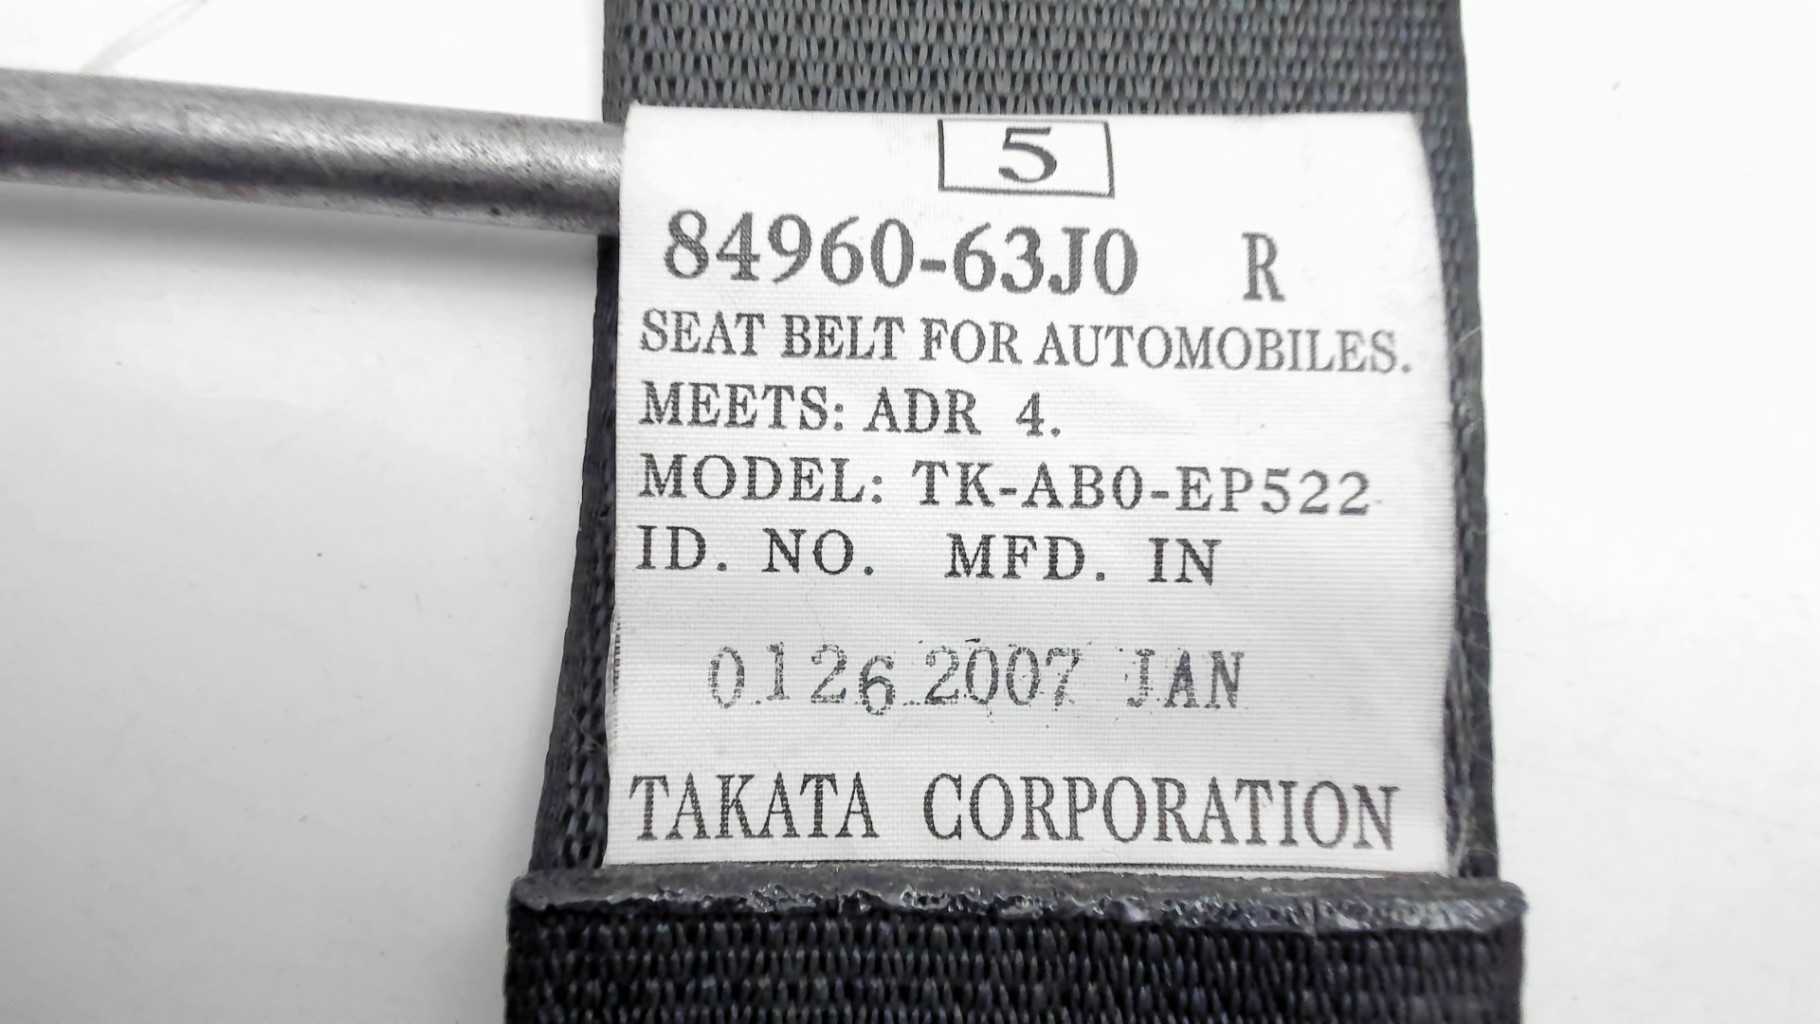 5
84960-63J0 R
SEAT BELT FOR AUTOMOBILES.
MEETS: ADR 4.
MODEL: TK-AB0-EP522
ID. NO. MFD. IN
0126 2007 JAN
TAKATA CORPORATION